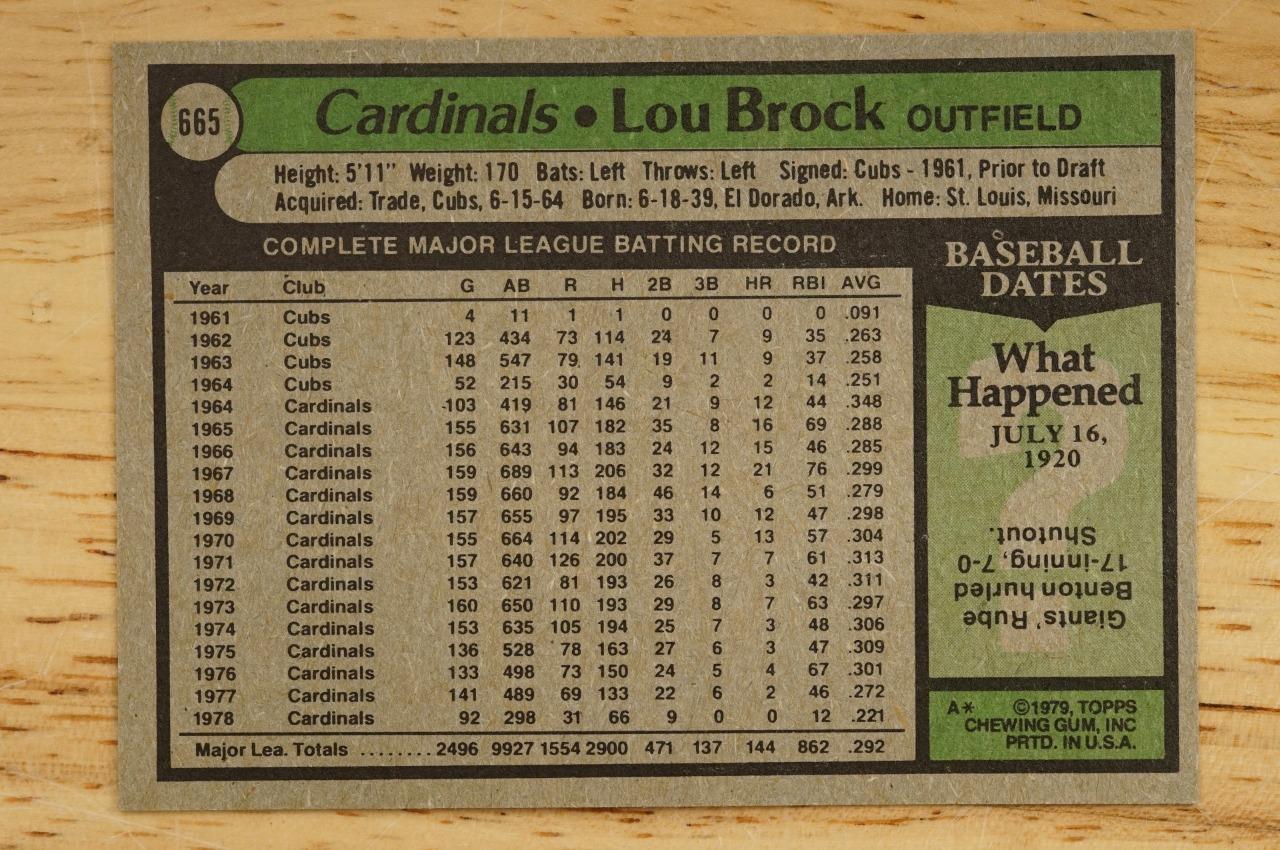 665
Cardinals • Lou Brock OUTFIELD
Height: 5'11" Weight: 170 Bats: Left Throws: Left Signed: Cubs - 1961, Prior to Draft
Acquired: Trade, Cubs, 6-15-64 Born: 6-18-39, El Dorado, Ark. Home: St. Louis, Missouri
COMPLETE MAJOR LEAGUE BATTING RECORD
Year Club G AB R H 2B 3B HR RBI AVG
1961 Cubs 4 11 1 1 0 0 0 0 .091
1962 Cubs 123 434 73 114 24 7 9 35 .263
1963 Cubs 148 547 79 141 19 11 9 37 .258
1964 Cubs 52 215 30 54 9 2 2 14 .251
1964 Cardinals 103 419 81 146 21 9 12 44 .348
1965 Cardinals 155 631 107 182 35 8 16 69 .288
1966 Cardinals 156 643 94 183 24 12 15 46 .285
1967 Cardinals 159 689 113 206 32 12 21 76 .299
1968 Cardinals 159 660 92 184 46 14 6 51 .279
1969 Cardinals 157 655 97 195 33 10 12 47 .298
1970 Cardinals 155 664 114 202 29 5 13 57 .304
1971 Cardinals 157 640 126 200 37 7 7 61 .313
1972 Cardinals 153 621 81 193 26 8 3 42 .311
1973 Cardinals 160 650 110 193 29 8 7 63 .297
1974 Cardinals 153 635 105 194 25 7 3 48 .306
1975 Cardinals 136 528 78 163 27 6 3 47 .309
1976 Cardinals 133 498 73 150 24 5 4 67 .301
1977 Cardinals 141 489 69 133 22 6 2 46 .272
1978 Cardinals 92 298 31 66 9 0 0 12 .221
Major Lea. Totals ........ 2496 9927 1554 2900 471 137 144 862 .292
BASEBALL
DATES
What
Happened
JULY 16,
1920
?
Giants' Rube
Benton hurled
17-inning, 7-0
Shutout.
A* ©1979, TOPPS
CHEWING GUM, INC
PRTD. IN U.S.A.